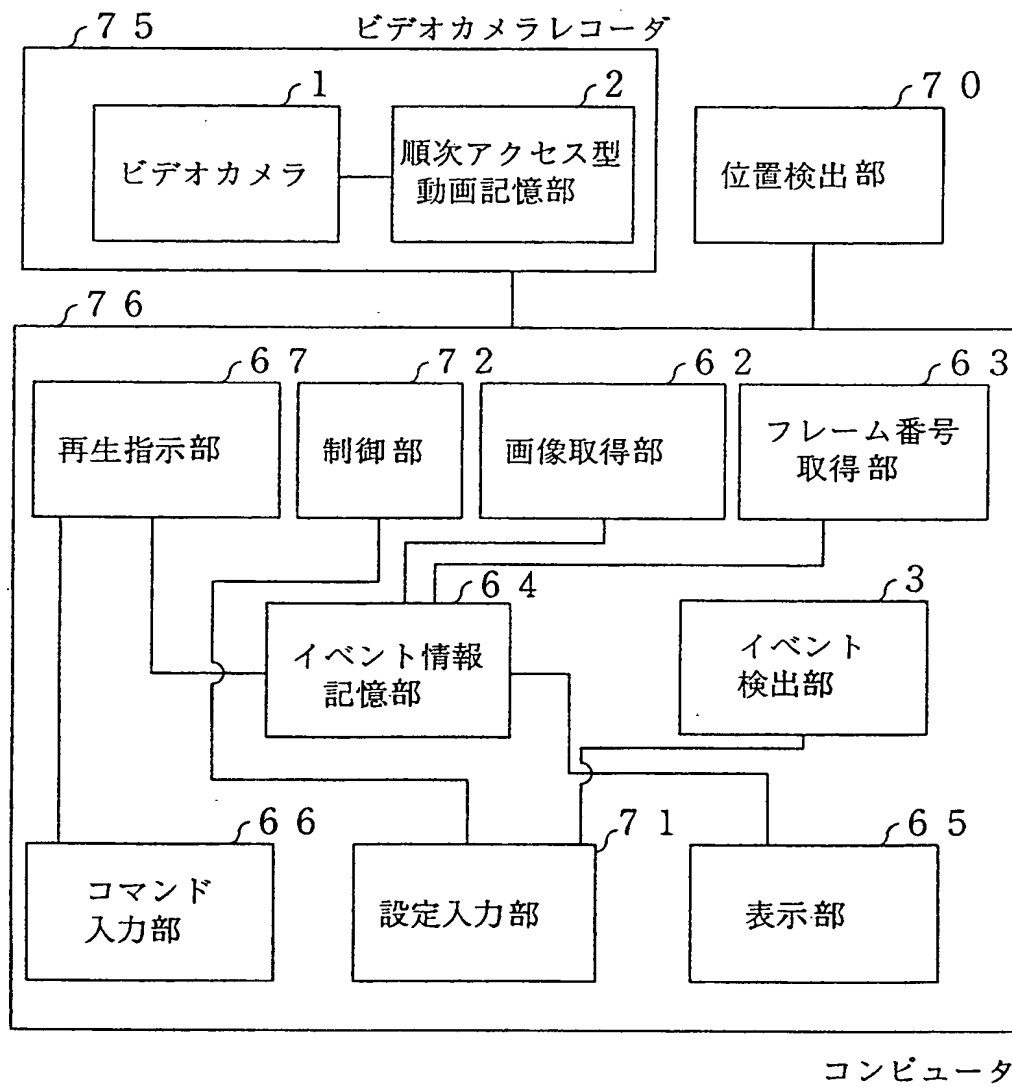 ７５
ビデオカメラレコーダ
１
２
７０
ビデオカメラ
順次アクセス型
動画記憶部
位置検出部
７６
６７
７２
６２
６３
再生指示部
制御部
画像取得部
フレーム番号
取得部
６４
３
イベント情報
記憶部
イベント
検出部
６６
７１
６５
コマンド
入力部
設定入力部
表示部
コンピュータ